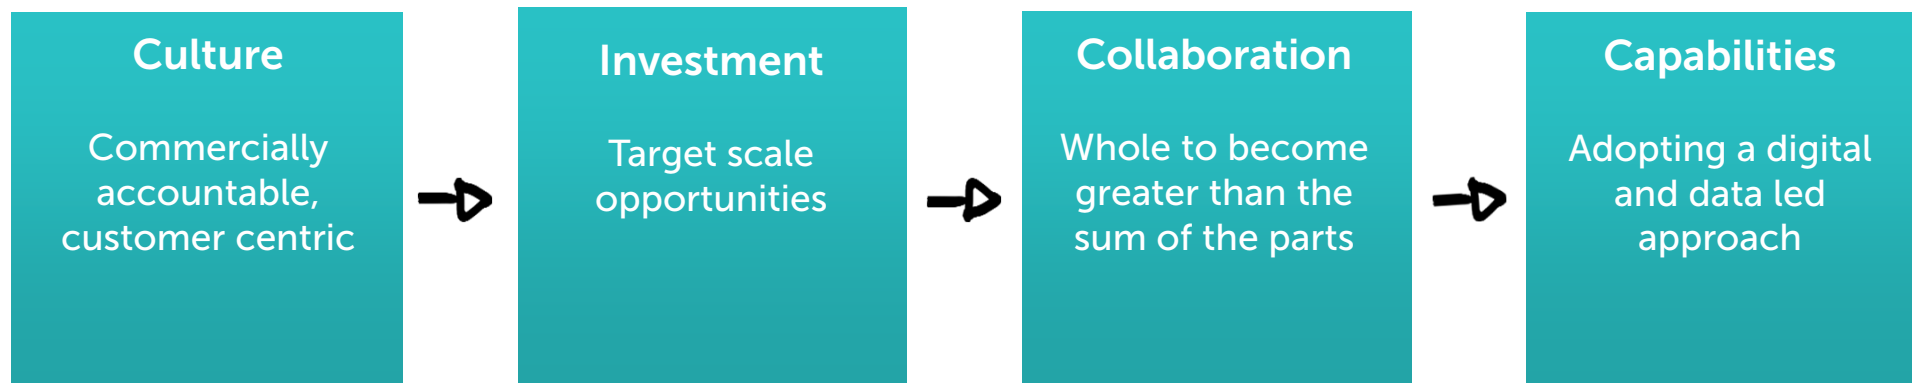 Culture
Commercially
accountable,
customer centric
Investment
Target scale
opportunities
Collaboration
Whole to become
greater than the
sum of the parts
Capabilities
Adopting a digital
and data led
approach